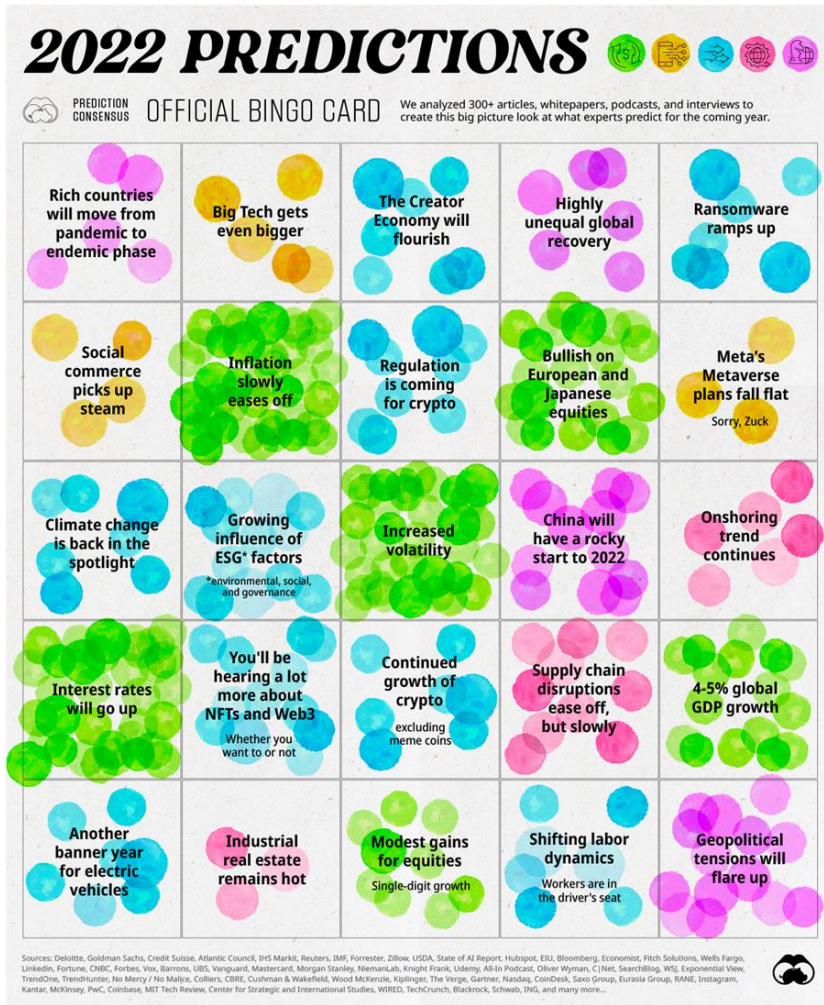 2022 PREDICTIONS
PREDICTION
CONSENSUS
OFFICIAL BINGO CARD
We analyzed 300+ articles, whitepapers, podcasts, and interviews to
create this big picture look at what experts predict for the coming year.
Rich countries
will move from
pandemic to
endemic phase
Big Tech gets
even bigger
The Creator
Economy will
flourish
Highly
unequal global
recovery
Ransomware
ramps up
Social
commerce
picks up
steam
Inflation
slowly
eases off
Regulation
is coming
for crypto
Bullish on
European and
Japanese
equities
Meta's
Metaverse
plans fall flat
Sorry, Zuck
Climate change
is back in the
spotlight
Growing
influence of
ESG* factors
*environmental, social,
and governance
Increased
volatility
China will
have a rocky
start to 2022
Onshoring
trend
continues
Interest rates
will go up
You'll be
hearing a lot
more about
NFTs and Web3
Whether you
want to or not
Continued
growth of
crypto
excluding
meme coins
Supply chain
disruptions
ease off,
but slowly
4-5% global
GDP growth
Another
banner year
for electric
vehicles
Industrial
real estate
remains hot
Modest gains
for equities
Single-digit growth
Shifting labor
dynamics
Workers are in
the driver's seat
Geopolitical
tensions will
flare up
Sources: Deloitte, Goldman Sachs, Credit Suisse, Atlantic Council, IHS Markit, Reuters, IMF, Forrester, Zillow, USDA, State of AI Report, Hubspot, EIU, Bloomberg, Economist, Fitch Solutions, Wells Fargo,
Linkedin, Fortune, CNBC, Forbes, Vox, Barrons, UBS, Vanguard, Mastercard, Morgan Stanley, NiemanLab, Knight Frank, Udemy, All-In Podcast, Oliver Wyman, C|Net, SearchBlog, WSJ, Exponential View,
TrendOne, TrendHunter, No Mercy / No Malice, Colliers, CBRE, Cushman & Wakefield, Wood McKenzie, Kiplinger, The Verge, Gartner, Nasdaq, CoinDesk, Saxo Group, Eurasia Group, RANE, Instagram,
Kantar, McKinsey, PwC, Coinbase, MIT Tech Review, Center for Strategic and International Studies, WIRED, TechCrunch, Blackrock, Schwab, ING, and many more...